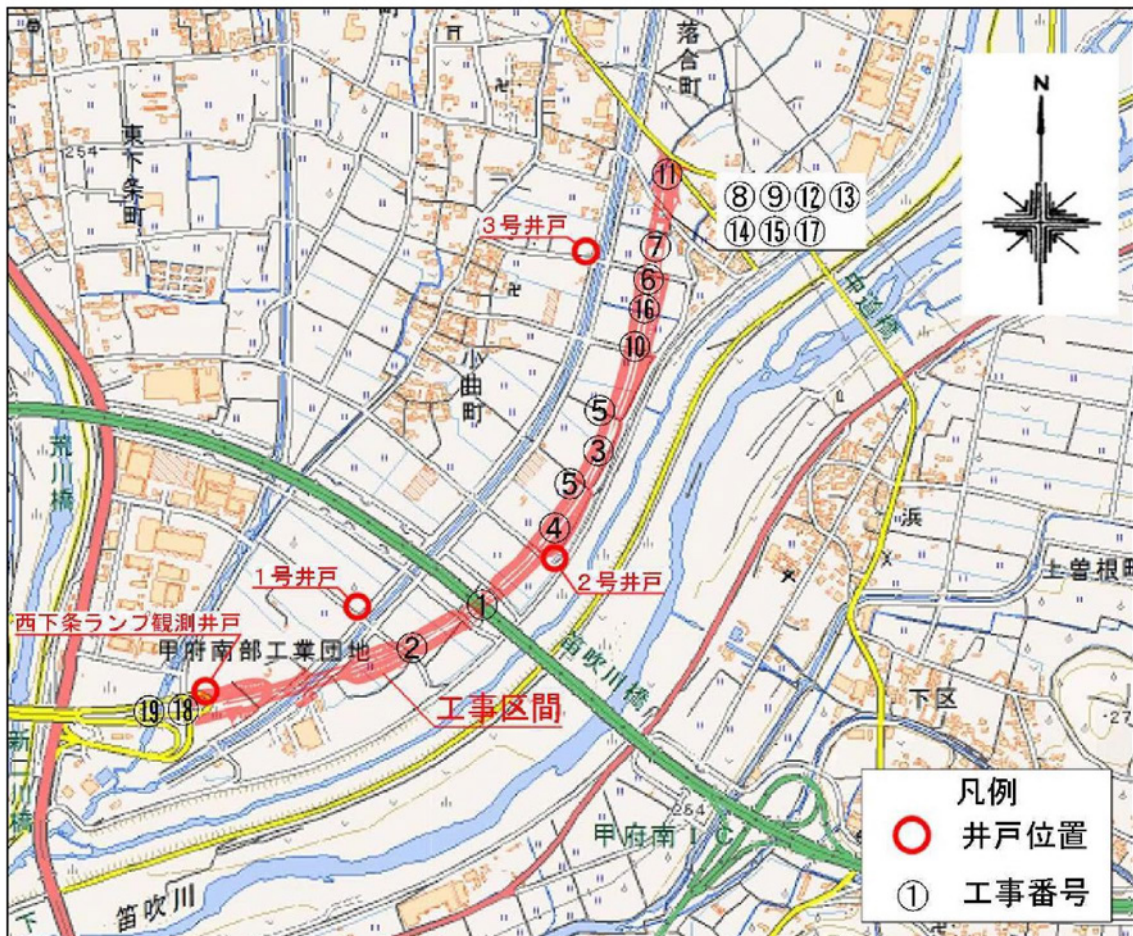 落合町
N
東下条町
254
3号井戸
⑪
⑧⑨⑫⑬
⑭⑮⑰
⑦
⑥
⑯
⑩
中道橋
小曲町
⑤
③
⑤
④
荒川橋
1号井戸
①
2号井戸
浜
上曽根町
西下条ランプ観測井戸
甲府南部工業団地
②
笛吹川橋
下区
⑲⑱
工事区間
254
甲府南IC
笛吹川
凡例
井戸位置
① 工事番号